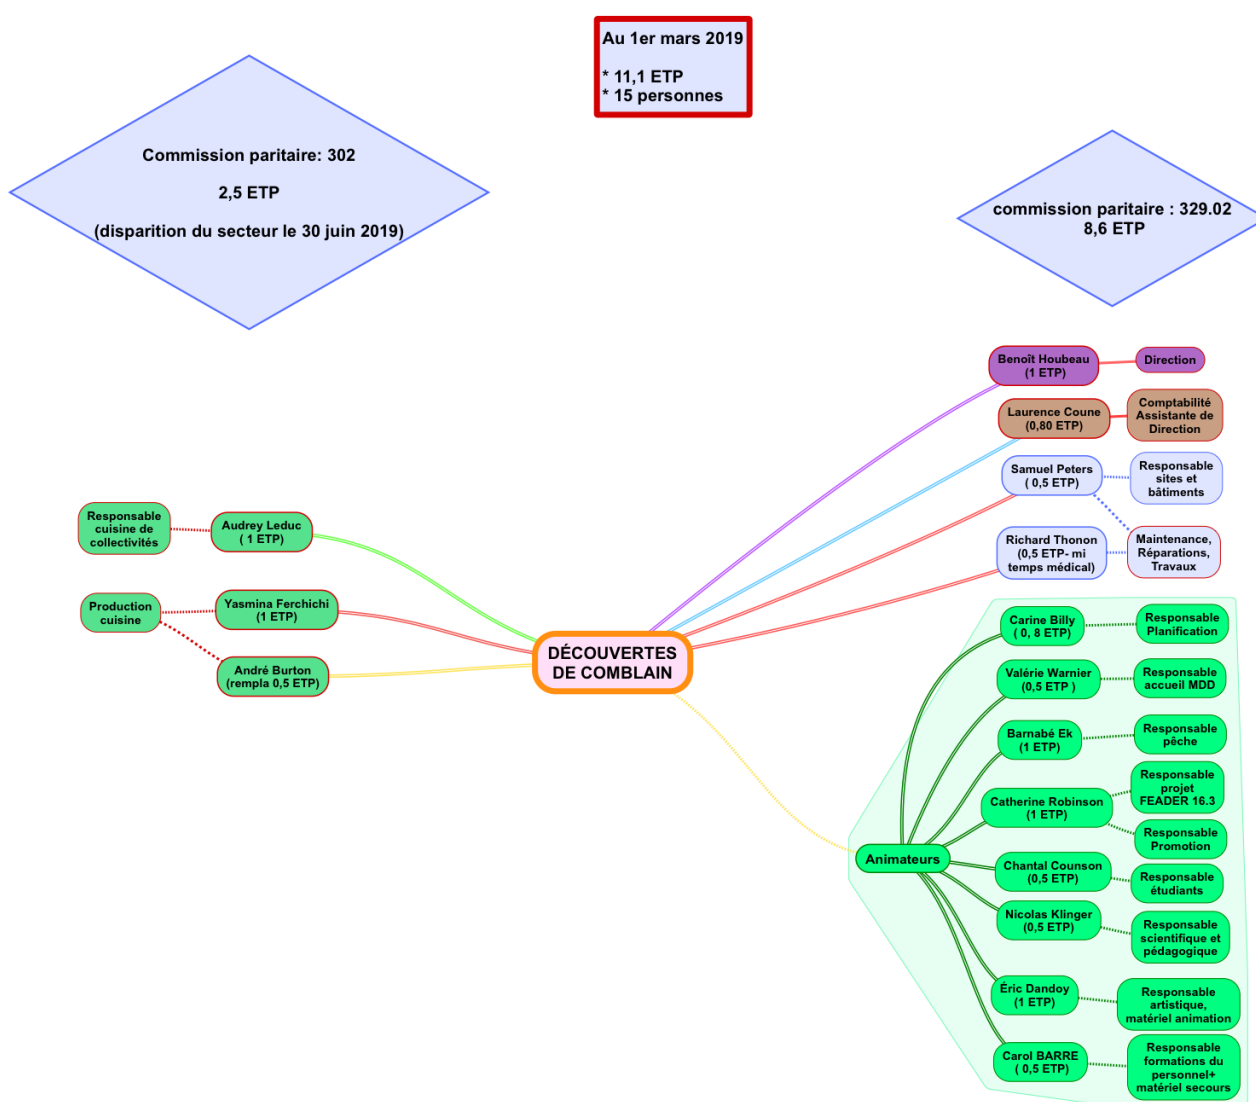 Au 1er mars 2019
* 11,1 ETP
* 15 personnes
Commission paritaire: 302
2,5 ETP
(disparition du secteur le 30 juin 2019)
commission paritaire : 329.02
8,6 ETP
Benoît Houbeau
(1 ETP)
Direction
Laurence Coune
(0,80 ETP)
Comptabilité
Assistante de
Direction
Samuel Peters
( 0,5 ETP)
Responsable
sites et
bâtiments
Richard Thonon
(0,5 ETP- mi
temps médical)
Maintenance,
Réparations,
Travaux
Responsable
cuisine de
collectivités
Audrey Leduc
( 1 ETP)
Production
cuisine
Yasmina Ferchichi
(1 ETP)
André Burton
(rempla 0,5 ETP)
DÉCOUVERTES
DE COMBLAIN
Animateurs
Carine Billy
( 0, 8 ETP)
Responsable
Planification
Valérie Warnier
(0,5 ETP )
Responsable
accueil MDD
Barnabé Ek
(1 ETP)
Responsable
pêche
Catherine Robinson
(1 ETP)
Responsable
projet
FEADER 16.3
Responsable
Promotion
Chantal Counson
(0,5 ETP)
Responsable
étudiants
Nicolas Klinger
(0,5 ETP)
Responsable
scientifique et
pédagogique
Éric Dandoy
(1 ETP)
Responsable
artistique,
matériel animation
Carol BARRE
( 0,5 ETP)
Responsable
formations du
personnel+
matériel secours